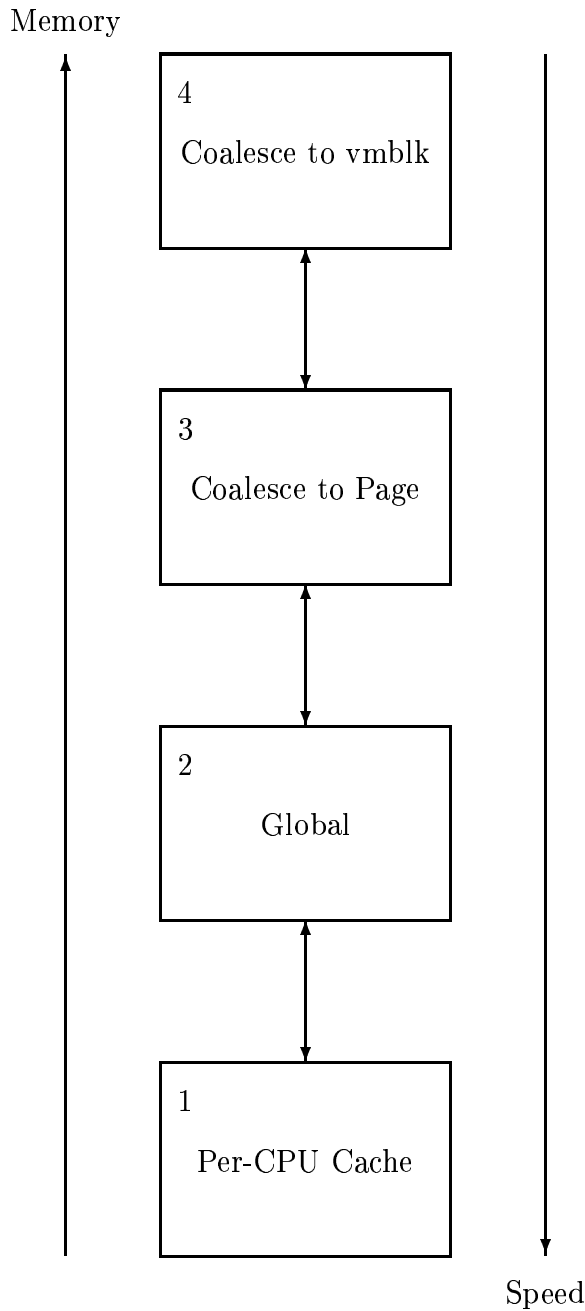 Memory
4
Coalesce to vmblk
3
Coalesce to Page
2
Global
1
Per-CPU Cache
Speed